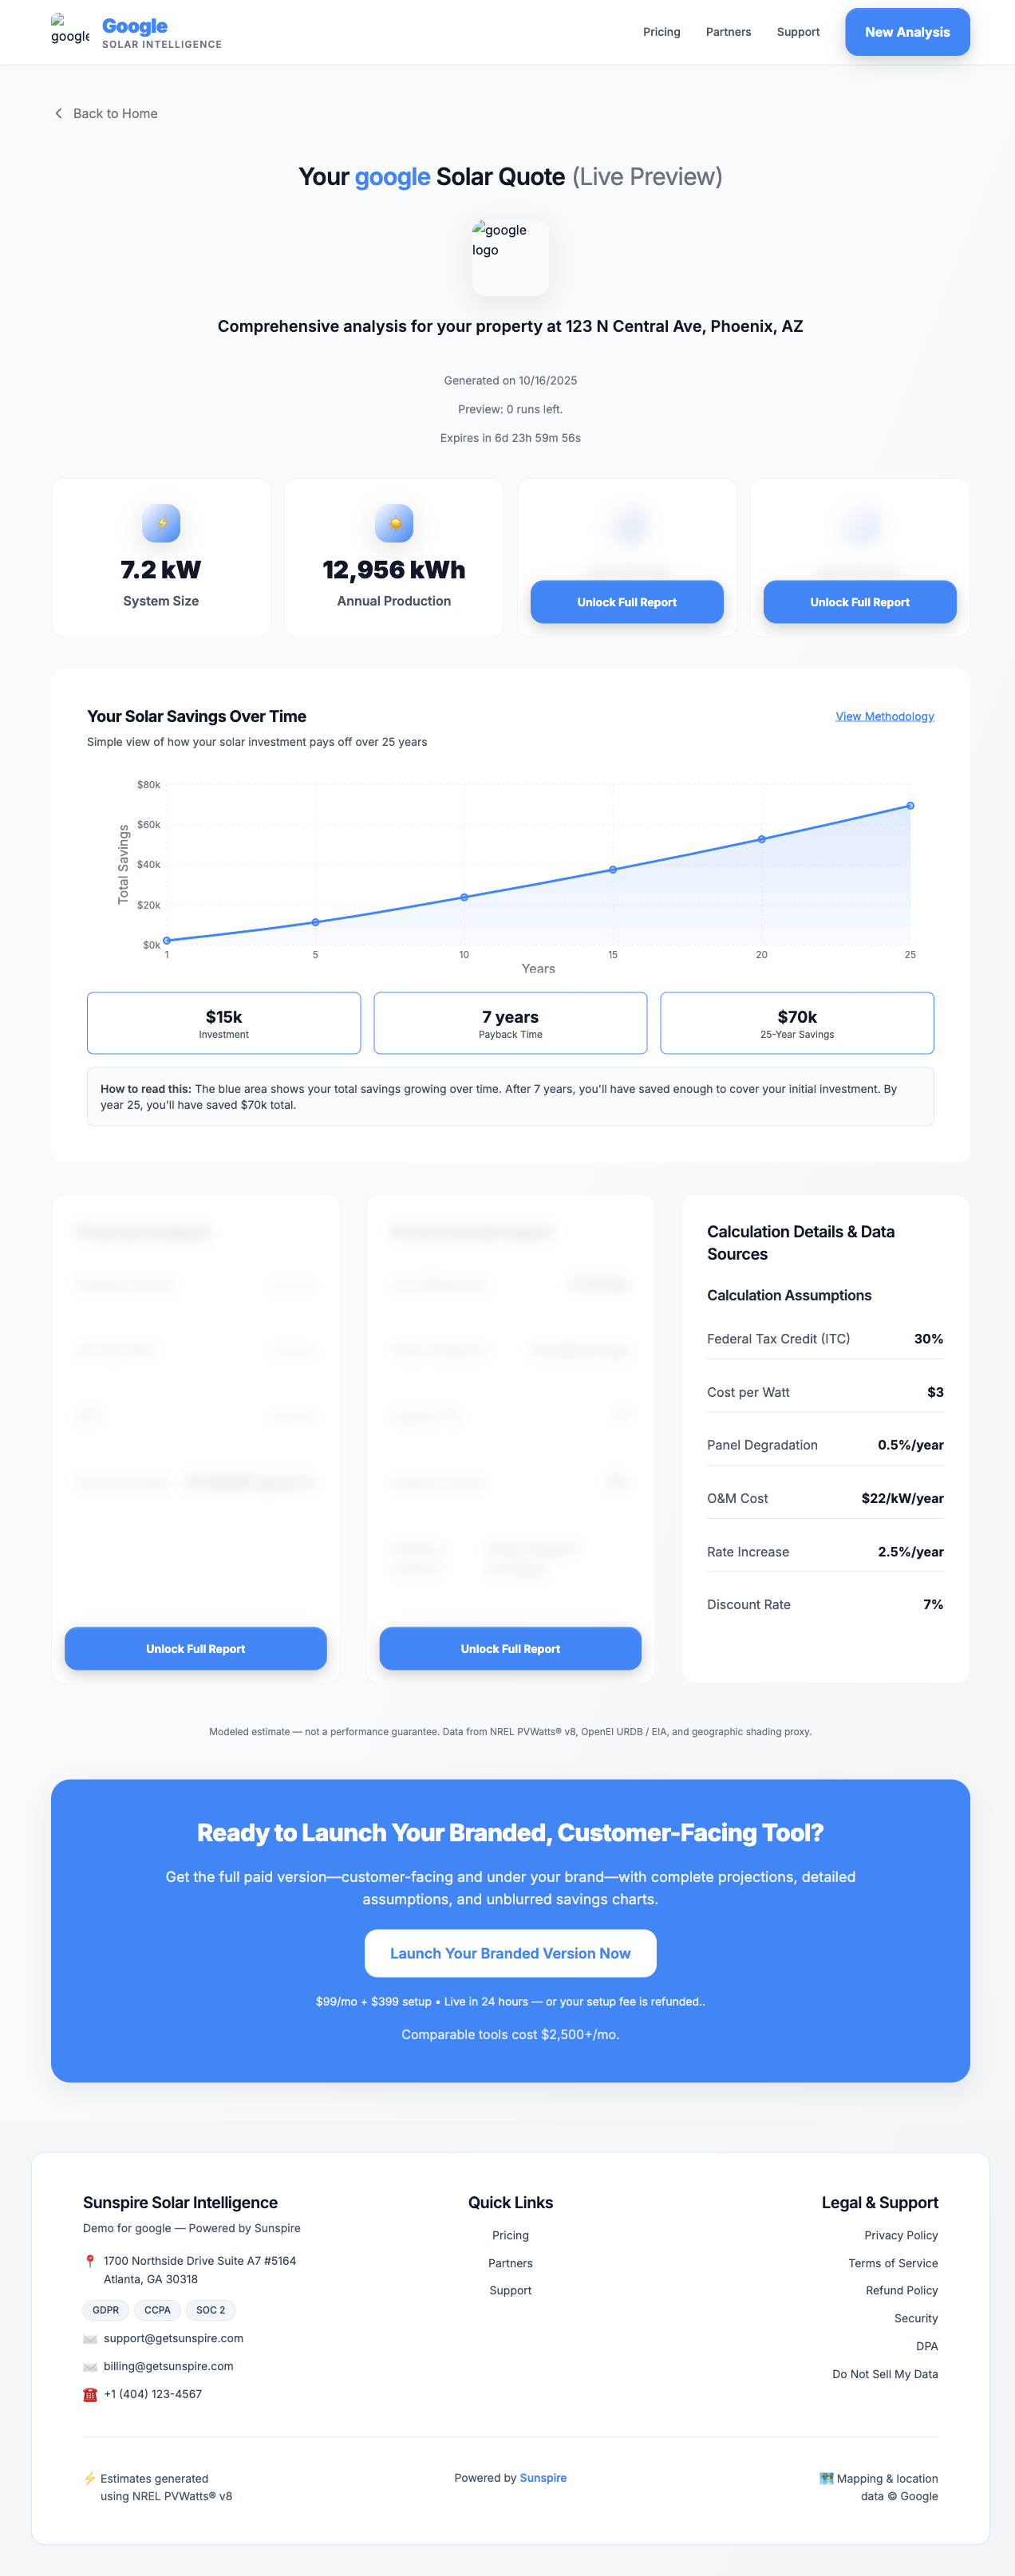 google
Google
SOLAR INTELLIGENCE
Pricing
Partners
Support
New Analysis
Back to Home
Your google Solar Quote (Live Preview)
google
logo
Comprehensive analysis for your property at 123 N Central Ave, Phoenix, AZ
Generated on 10/16/2025
Preview: 0 runs left.
Expires in 6d 23h 59m 56s
7.2 kW
System Size
12,956 kWh
Annual Production
Unlock Full Report
Unlock Full Report
Your Solar Savings Over Time
View Methodology
Simple view of how your solar investment pays off over 25 years
Total Savings
$80k
$60k
$40k
$20k
$0k
1
5
10
15
20
25
Years
$15k
Investment
7 years
Payback Time
$70k
25-Year Savings
How to read this: The blue area shows your total savings growing over time. After 7 years, you'll have saved enough to cover your initial investment. By
year 25, you'll have saved $70k total.
Unlock Full Report
Unlock Full Report
Calculation Details & Data
Sources
Calculation Assumptions
Federal Tax Credit (ITC) 30%
Cost per Watt $3
Panel Degradation 0.5%/year
O&M Cost $22/kW/year
Rate Increase 2.5%/year
Discount Rate 7%
Modeled estimate — not a performance guarantee. Data from NREL PVWatts® v8, OpenEI URDB / EIA, and geographic shading proxy.
Ready to Launch Your Branded, Customer-Facing Tool?
Get the full paid version—customer-facing and under your brand—with complete projections, detailed
assumptions, and unblurred savings charts.
Launch Your Branded Version Now
$99/mo + $399 setup • Live in 24 hours — or your setup fee is refunded..
Comparable tools cost $2,500+/mo.
Sunspire Solar Intelligence
Demo for google — Powered by Sunspire
1700 Northside Drive Suite A7 #5164
Atlanta, GA 30318
GDPR
CCPA
SOC 2
support@getsunspire.com
billing@getsunspire.com
+1 (404) 123-4567
Quick Links
Pricing
Partners
Support
Legal & Support
Privacy Policy
Terms of Service
Refund Policy
Security
DPA
Do Not Sell My Data
Estimates generated
using NREL PVWatts® v8
Powered by Sunspire
Mapping & location
data © Google